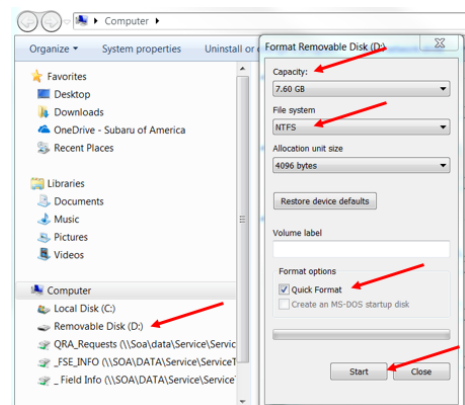 Computer
Organize
System properties
Uninstall or
Favorites
Desktop
Downloads
OneDrive - Subaru of America
Recent Places
Libraries
Documents
Music
Pictures
Videos
Computer
Local Disk (C:)
Removable Disk (D:)
QRA_Requests (\\Soa\data\Service\Servic
_FSE_INFO (\\SOA\DATA\Service\ServiceT
_ Field Info (\\SOA\DATA\Service\Service
Format Removable Disk (D:)
Capacity:
7.60 GB
File system
NTFS
Allocation unit size
4096 bytes
Restore device defaults
Volume label
Format options
Quick Format
Create an MS-DOS startup disk
Start
Close